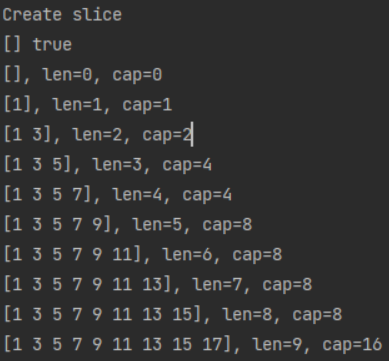 Create slice
[] true
[], len=0, cap=0
[1], len=1, cap=1
[1 3], len=2, cap=2
[1 3 5], len=3, cap=4
[1 3 5 7], len=4, cap=4
[1 3 5 7 9], len=5, cap=8
[1 3 5 7 9 11], len=6, cap=8
[1 3 5 7 9 11 13], len=7, cap=8
[1 3 5 7 9 11 13 15], len=8, cap=8
[1 3 5 7 9 11 13 15 17], len=9, cap=16